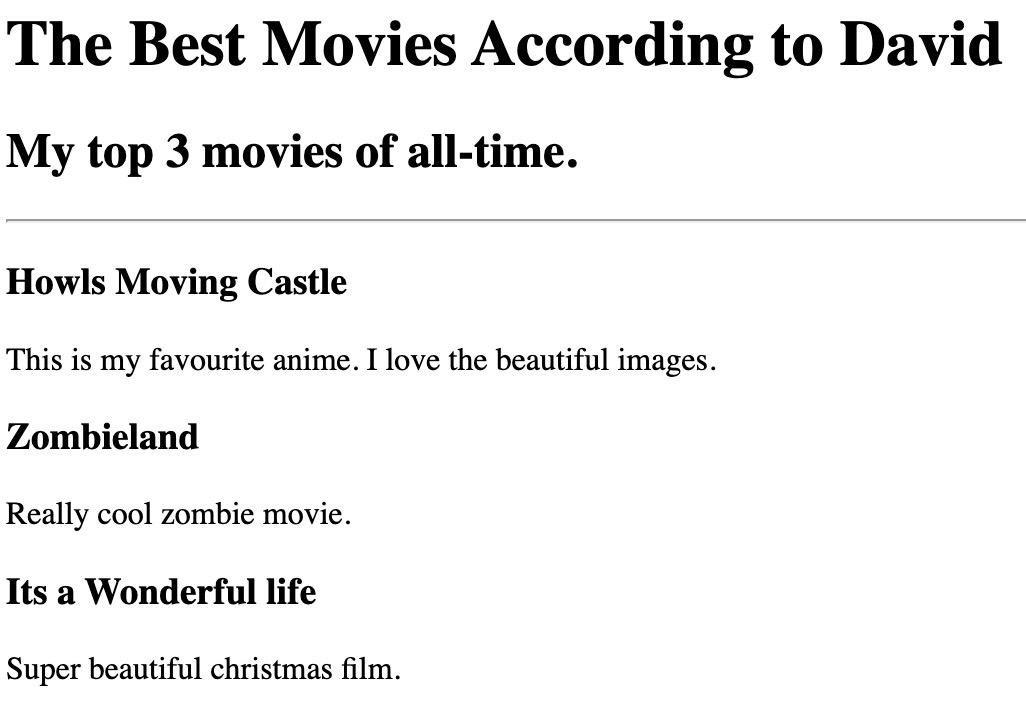 The Best Movies According to David
My top 3 movies of all-time.
Howls Moving Castle
This is my favourite anime. I love the beautiful images.
Zombieland
Really cool zombie movie.
Its a Wonderful life
Super beautiful christmas film.